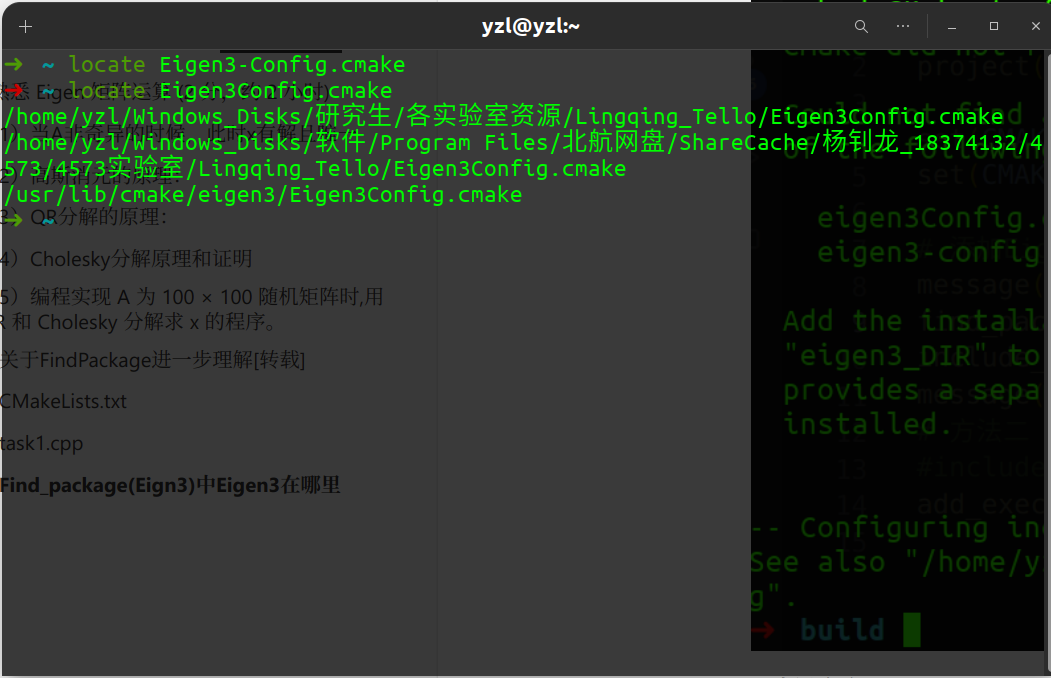 yzl@yzl:~
➜ ~ locate Eigen3-Config.cmake
➜ ~ locate Eigen3Config.cmake
/home/yzl/Windows_Disks/研究生/各实验室资源/Lingqing_Tello/Eigen3Config.cmake
/home/yzl/Windows_Disks/软件/Program Files/北航网盘/ShareCache/杨钊龙_18374132/4
573/4573实验室/Lingqing_Tello/Eigen3Config.cmake
/usr/lib/cmake/eigen3/Eigen3Config.cmake
➜ ~
3）QR分解的原理：
4）Cholesky分解原理和证明
5）编程实现 A 为 100 × 100 随机矩阵时,用
R 和 Cholesky 分解求 x 的程序。
关于FindPackage进一步理解[转载]
CMakeLists.txt
task1.cpp
Find_package(Eign3)中Eigen3在哪里
project(
Could not find
of the followin
set(CMAK
eigen3Config.
eigen3-config
message(
Add the install
"eigen3_DIR" to
provides a sepa
installed.
方法二
13 #include
14 add_exec
-- Configuring in
See also "/home/y
g".
➜ build